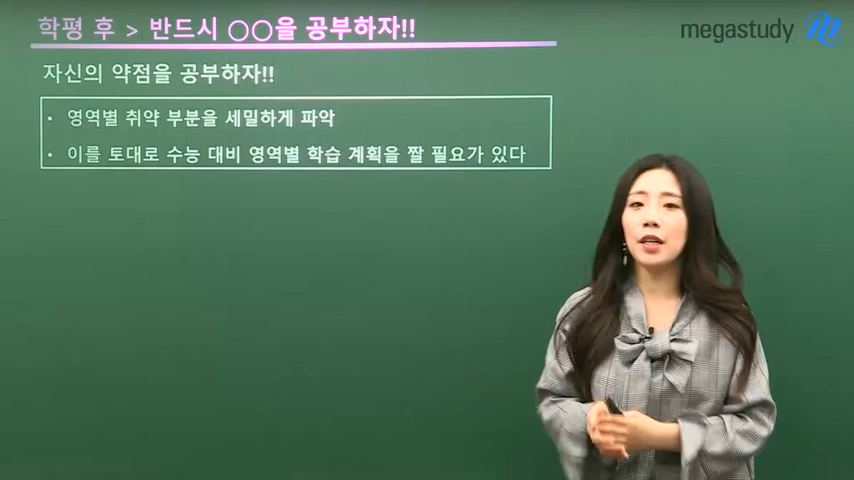 학평 후 > 반드시 ○○을 공부하자!!
megastudy
자신의 약점을 공부하자!!
• 영역별 취약 부분을 세밀하게 파악
• 이를 토대로 수능 대비 영역별 학습 계획을 짤 필요가 있다